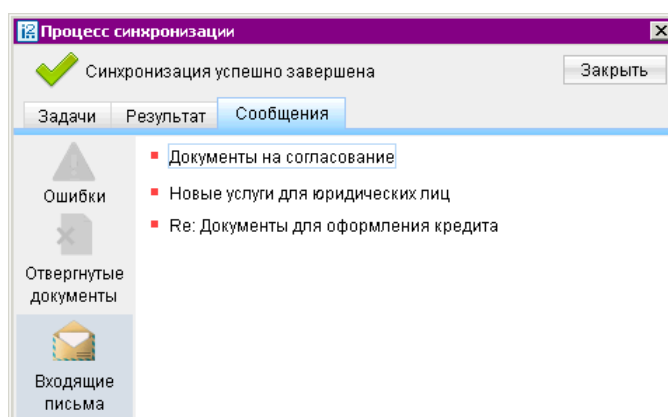 Процесс синхронизации
Синхронизация успешно завершена
Закрыть
Задачи
Результат
Сообщения
Ошибки
Отвергнутые
документы
Входящие
письма
Документы на согласование
Новые услуги для юридических лиц
Re: Документы для оформления кредита